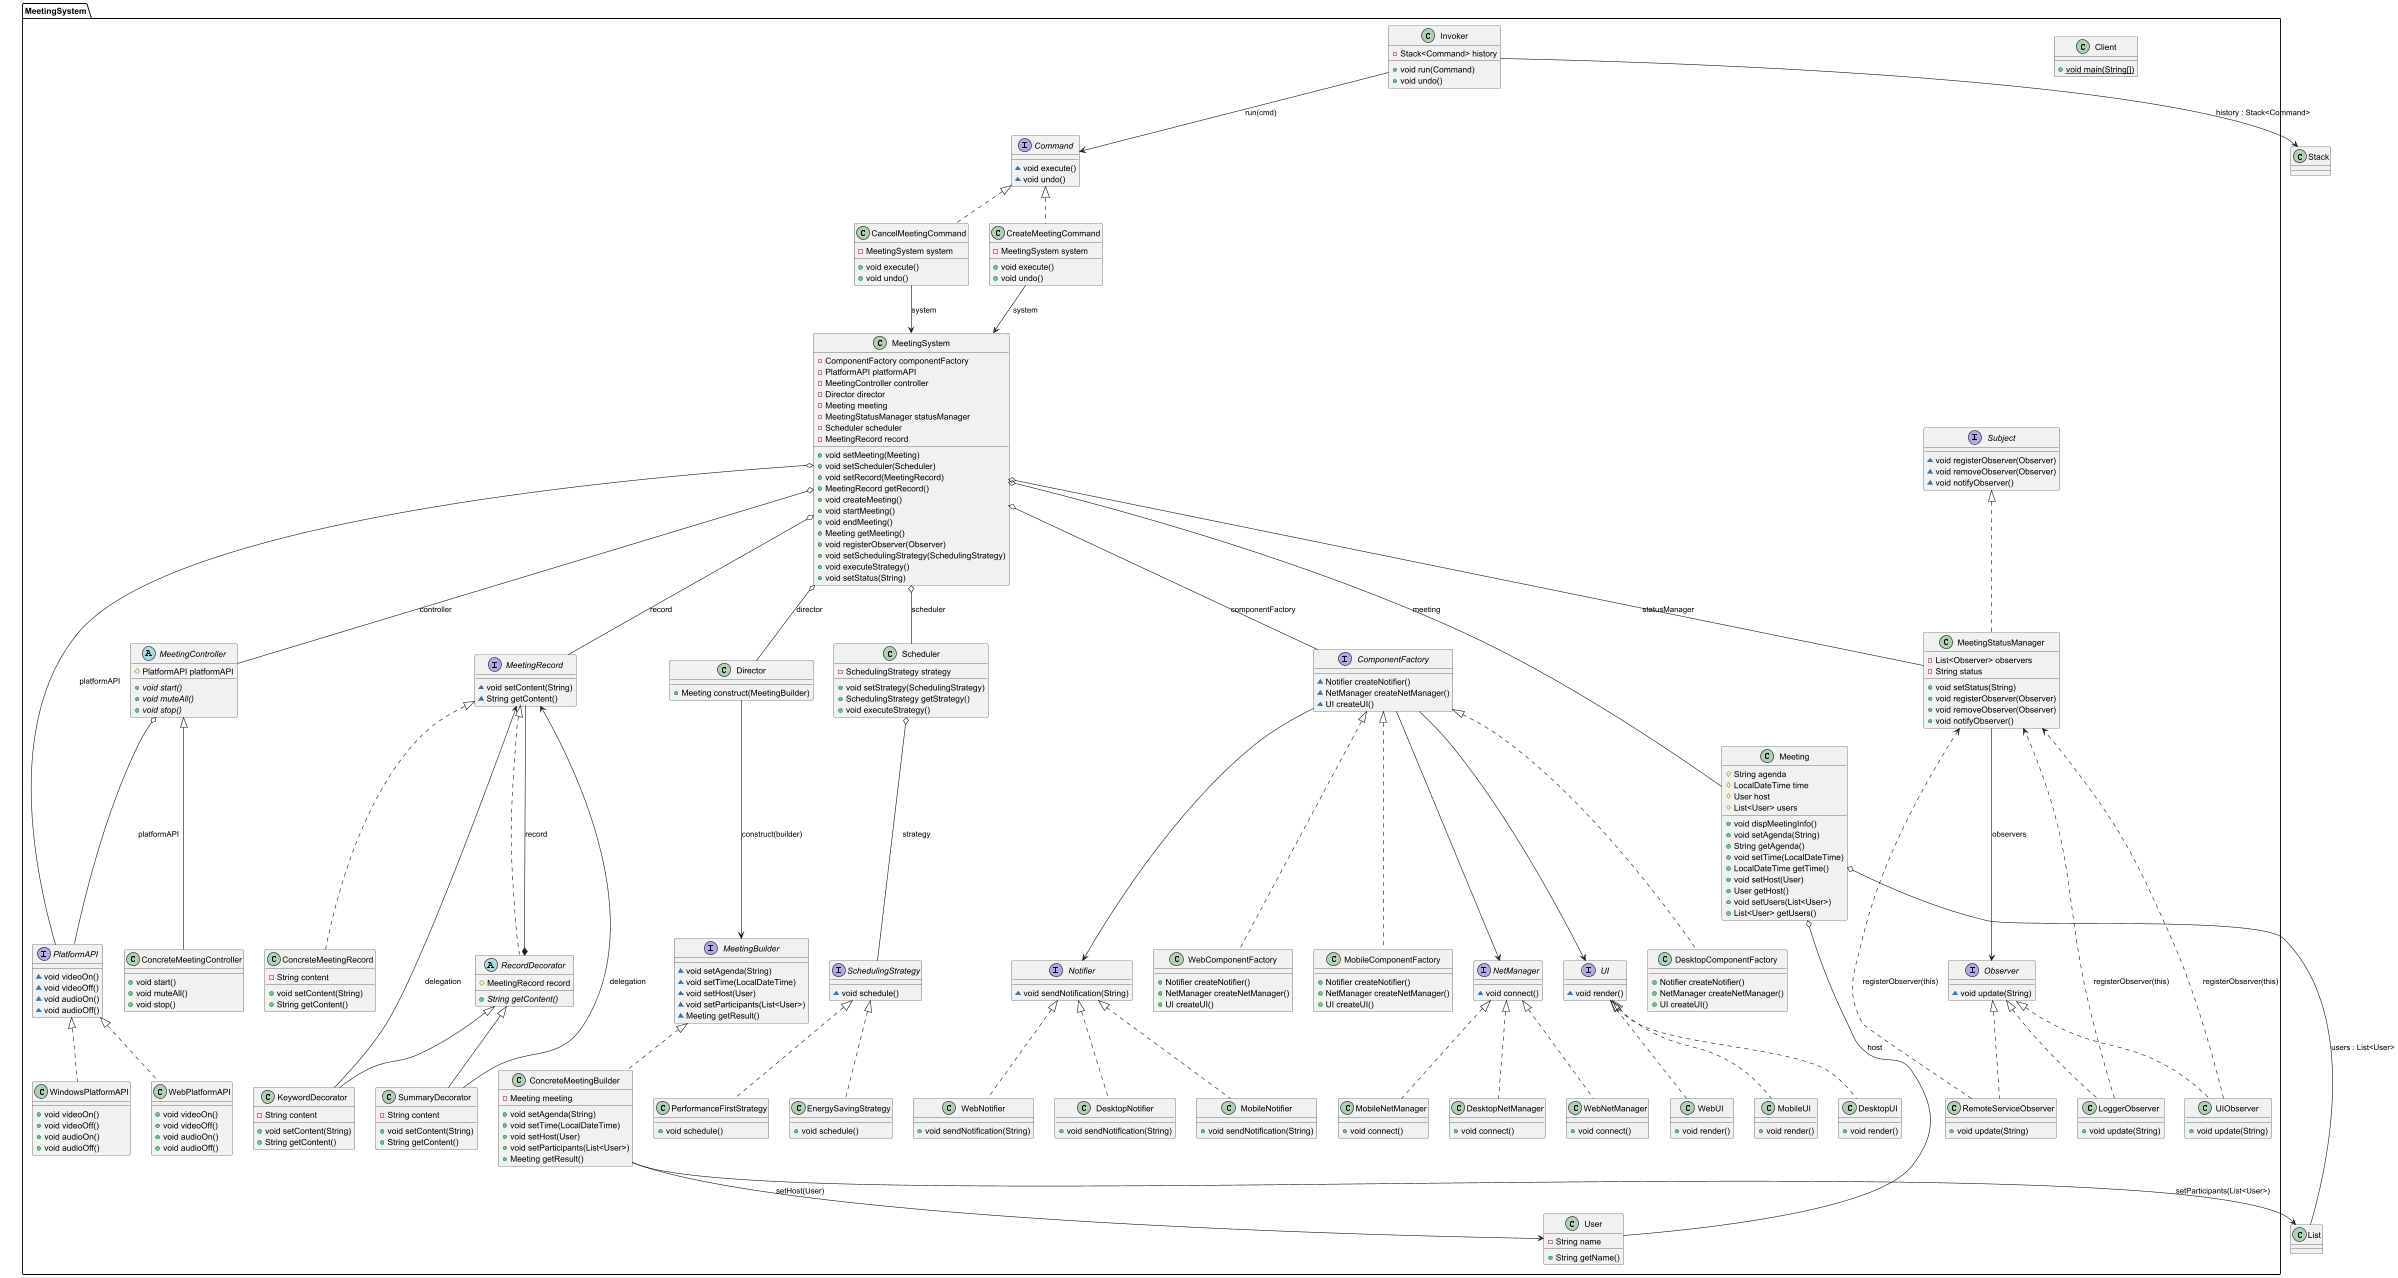 MeetingSystem
Invoker
Stack<Command> history
void run(Command)
void undo()
Client
void main(String[])
run(cmd)
history : Stack<Command>
Stack
Command
void execute()
void undo()
CancelMeetingCommand
MeetingSystem system
void execute()
void undo()
CreateMeetingCommand
MeetingSystem system
void execute()
void undo()
system
system
MeetingSystem
ComponentFactory componentFactory
PlatformAPI platformAPI
MeetingController controller
Director director
Meeting meeting
MeetingStatusManager statusManager
Scheduler scheduler
MeetingRecord record
void setMeeting(Meeting)
void setScheduler(Scheduler)
void setRecord(MeetingRecord)
MeetingRecord getRecord()
void createMeeting()
void startMeeting()
void endMeeting()
Meeting getMeeting()
void registerObserver(Observer)
void setSchedulingStrategy(SchedulingStrategy)
void executeStrategy()
void setStatus(String)
Subject
void registerObserver(Observer)
void removeObserver(Observer)
void notifyObserver()
controller
record
director
scheduler
componentFactory
meeting
statusManager
platformAPI
MeetingController
PlatformAPI platformAPI
void start()
void muteAll()
void stop()
MeetingRecord
void setContent(String)
String getContent()
Director
Meeting construct(MeetingBuilder)
Scheduler
SchedulingStrategy strategy
void setStrategy(SchedulingStrategy)
SchedulingStrategy getStrategy()
void executeStrategy()
ComponentFactory
Notifier createNotifier()
NetManager createNetManager()
UI createUI()
MeetingStatusManager
List<Observer> observers
String status
void setStatus(String)
void registerObserver(Observer)
void removeObserver(Observer)
void notifyObserver()
Meeting
String agenda
LocalDateTime time
User host
List<User> users
void dispMeetingInfo()
void setAgenda(String)
String getAgenda()
void setTime(LocalDateTime)
LocalDateTime getTime()
void setHost(User)
User getHost()
void setUsers(List<User>)
List<User> getUsers()
platformAPI
record
construct(builder)
strategy
observers
delegation
delegation
registerObserver(this)
registerObserver(this)
registerObserver(this)
host
users : List<User>
PlatformAPI
void videoOn()
void videoOff()
void audioOn()
void audioOff()
ConcreteMeetingController
void start()
void muteAll()
void stop()
ConcreteMeetingRecord
String content
void setContent(String)
String getContent()
RecordDecorator
MeetingRecord record
String getContent()
MeetingBuilder
void setAgenda(String)
void setTime(LocalDateTime)
void setHost(User)
void setParticipants(List<User>)
Meeting getResult()
SchedulingStrategy
void schedule()
Notifier
void sendNotification(String)
WebComponentFactory
Notifier createNotifier()
NetManager createNetManager()
UI createUI()
MobileComponentFactory
Notifier createNotifier()
NetManager createNetManager()
UI createUI()
NetManager
void connect()
UI
void render()
DesktopComponentFactory
Notifier createNotifier()
NetManager createNetManager()
UI createUI()
Observer
void update(String)
WindowsPlatformAPI
void videoOn()
void videoOff()
void audioOn()
void audioOff()
WebPlatformAPI
void videoOn()
void videoOff()
void audioOn()
void audioOff()
KeywordDecorator
String content
void setContent(String)
String getContent()
SummaryDecorator
String content
void setContent(String)
String getContent()
ConcreteMeetingBuilder
Meeting meeting
void setAgenda(String)
void setTime(LocalDateTime)
void setHost(User)
void setParticipants(List<User>)
Meeting getResult()
PerformanceFirstStrategy
void schedule()
EnergySavingStrategy
void schedule()
WebNotifier
void sendNotification(String)
DesktopNotifier
void sendNotification(String)
MobileNotifier
void sendNotification(String)
MobileNetManager
void connect()
DesktopNetManager
void connect()
WebNetManager
void connect()
WebUI
void render()
MobileUI
void render()
DesktopUI
void render()
RemoteServiceObserver
void update(String)
LoggerObserver
void update(String)
UIObserver
void update(String)
setHost(User)
setParticipants(List<User>)
User
String name
String getName()
List